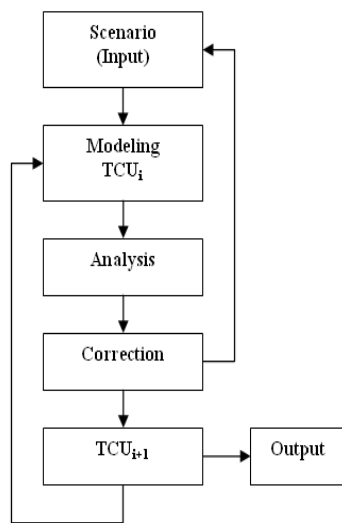 Scenario
(Input)
Modeling
TCUᵢ
Analysis
Correction
TCUᵢ₊₁
Output